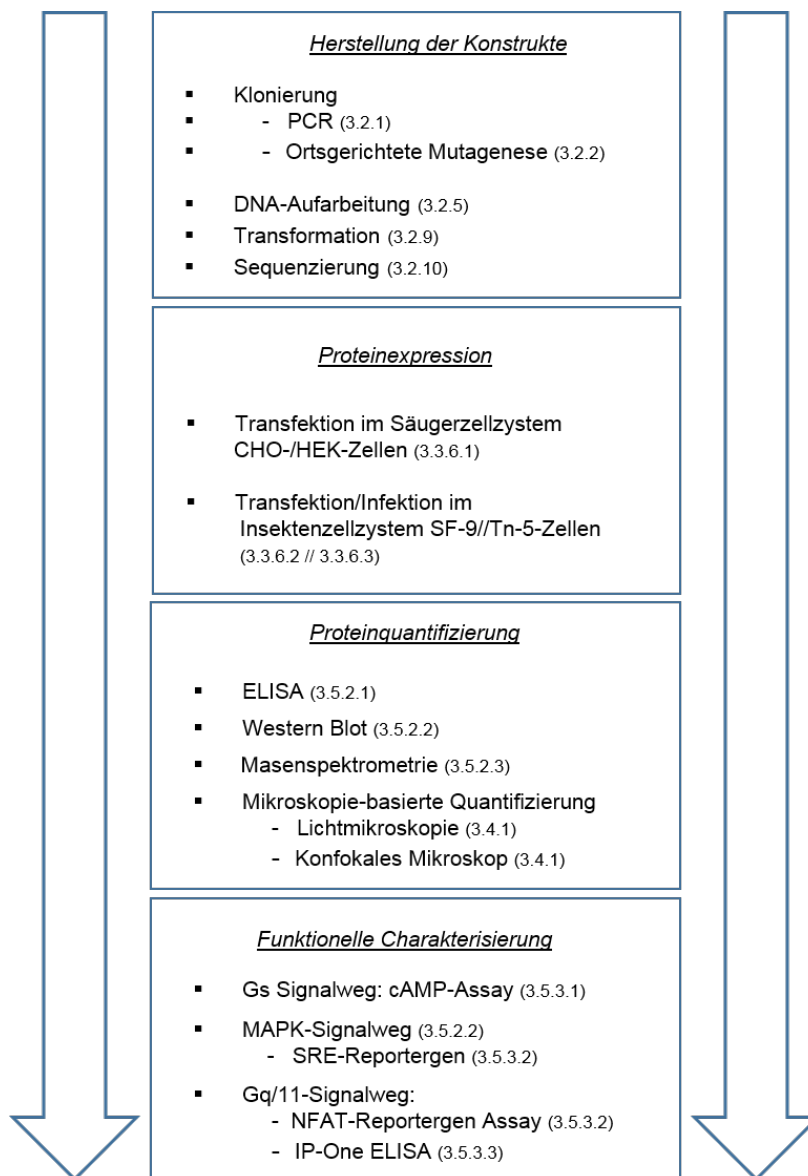 Herstellung der Konstrukte
▪ Klonierung
▪ - PCR (3.2.1)
▪ - Ortsgerichtete Mutagenese (3.2.2)
▪ DNA-Aufarbeitung (3.2.5)
▪ Transformation (3.2.9)
▪ Sequenzierung (3.2.10)
Proteinexpression
▪ Transfektion im Säugerzellzystem
CHO-/HEK-Zellen (3.3.6.1)
▪ Transfektion/Infektion im
Insektenzellzystem SF-9//Tn-5-Zellen
(3.3.6.2 // 3.3.6.3)
Proteinquantifizierung
▪ ELISA (3.5.2.1)
▪ Western Blot (3.5.2.2)
▪ Masenspektrometrie (3.5.2.3)
▪ Mikroskopie-basierte Quantifizierung
- Lichtmikroskopie (3.4.1)
- Konfokales Mikroskop (3.4.1)
Funktionelle Charakterisierung
▪ Gs Signalweg: cAMP-Assay (3.5.3.1)
▪ MAPK-Signalweg (3.5.2.2)
- SRE-Reportergen (3.5.3.2)
▪ Gq/11-Signalweg:
- NFAT-Reportergen Assay (3.5.3.2)
- IP-One ELISA (3.5.3.3)